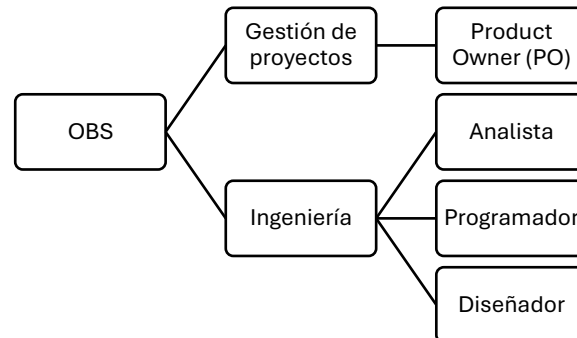 OBS
Gestión de
proyectos
Product
Owner (PO)
Ingeniería
Analista
Programador
Diseñador